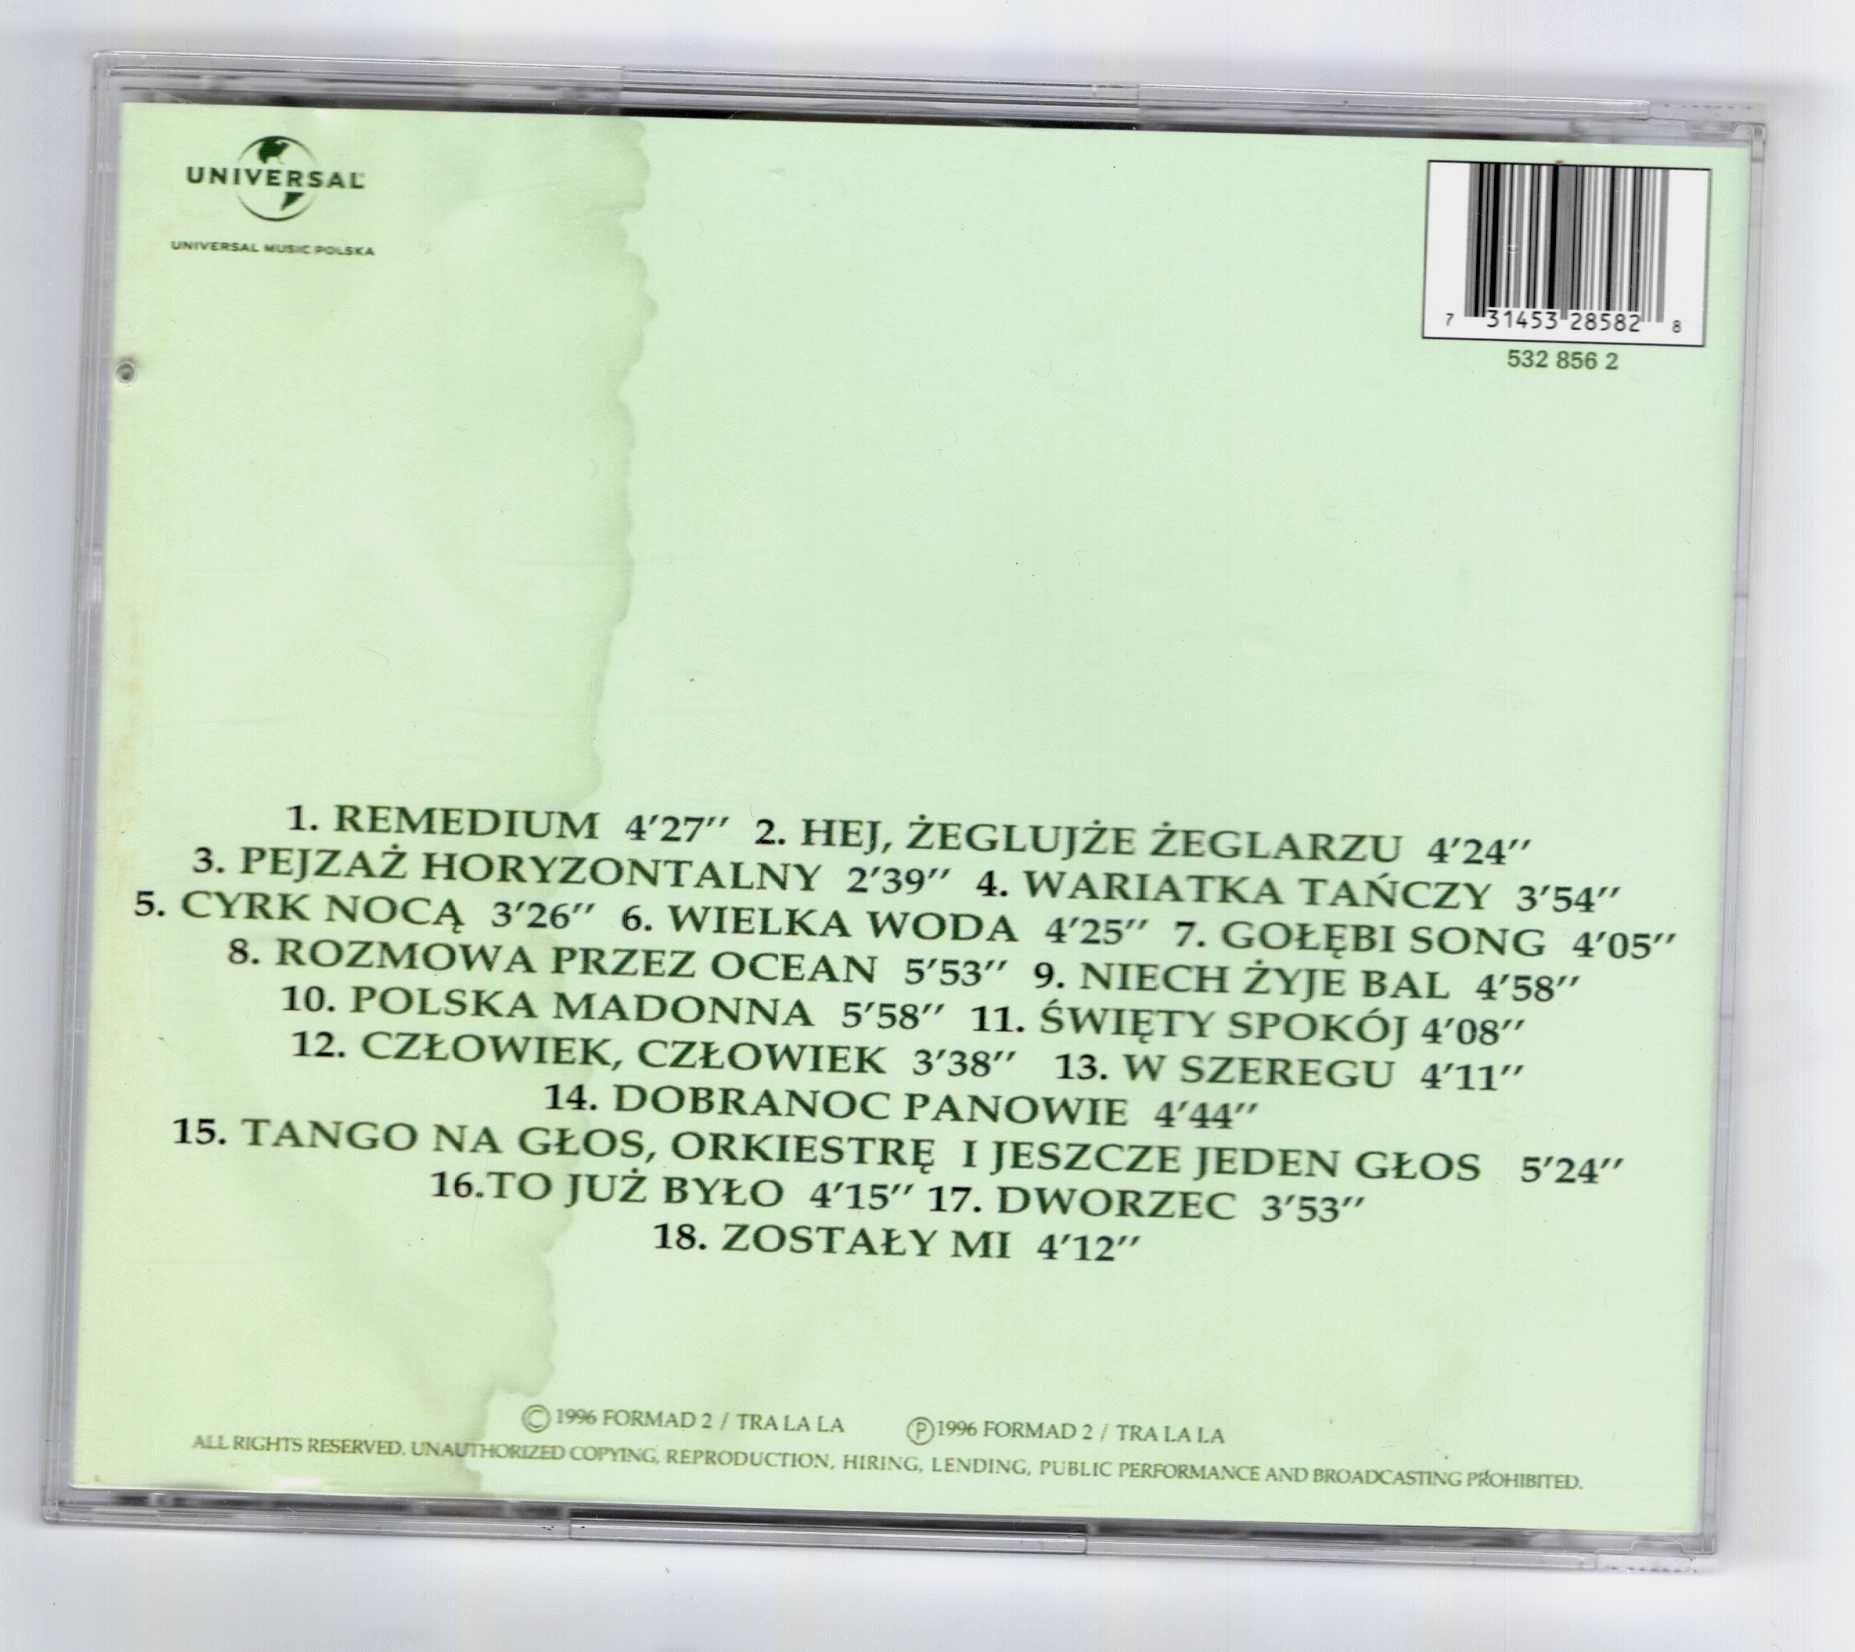 UNIVERSAL
UNIVERSAL MUSIC POLSKA
7 31453 28582 8
532 856 2
1. REMEDIUM 4'27'' 2. HEJ, ŻEGLUJŻE ŻEGLARZU 4'24''
3. PEJZAŻ HORYZONTALNY 2'39'' 4. WARIATKA TAŃCZY 3'54''
5. CYRK NOCĄ 3'26'' 6. WIELKA WODA 4'25'' 7. GOŁĘBI SONG 4'05''
8. ROZMOWA PRZEZ OCEAN 5'53'' 9. NIECH ŻYJE BAL 4'58''
10. POLSKA MADONNA 5'58'' 11. ŚWIĘTY SPOKÓJ 4'08''
12. CZŁOWIEK, CZŁOWIEK 3'38'' 13. W SZEREGU 4'11''
14. DOBRANOC PANOWIE 4'44''
15. TANGO NA GŁOS, ORKIESTRĘ I JESZCZE JEDEN GŁOS 5'24''
16.TO JUŻ BYŁO 4'15'' 17. DWORZEC 3'53''
18. ZOSTAŁY MI 4'12''
© 1996 FORMAD 2 / TRA LA LA ℗ 1996 FORMAD 2 / TRA LA LA
ALL RIGHTS RESERVED. UNAUTHORIZED COPYING, REPRODUCTION, HIRING, LENDING, PUBLIC PERFORMANCE AND BROADCASTING PROHIBITED.